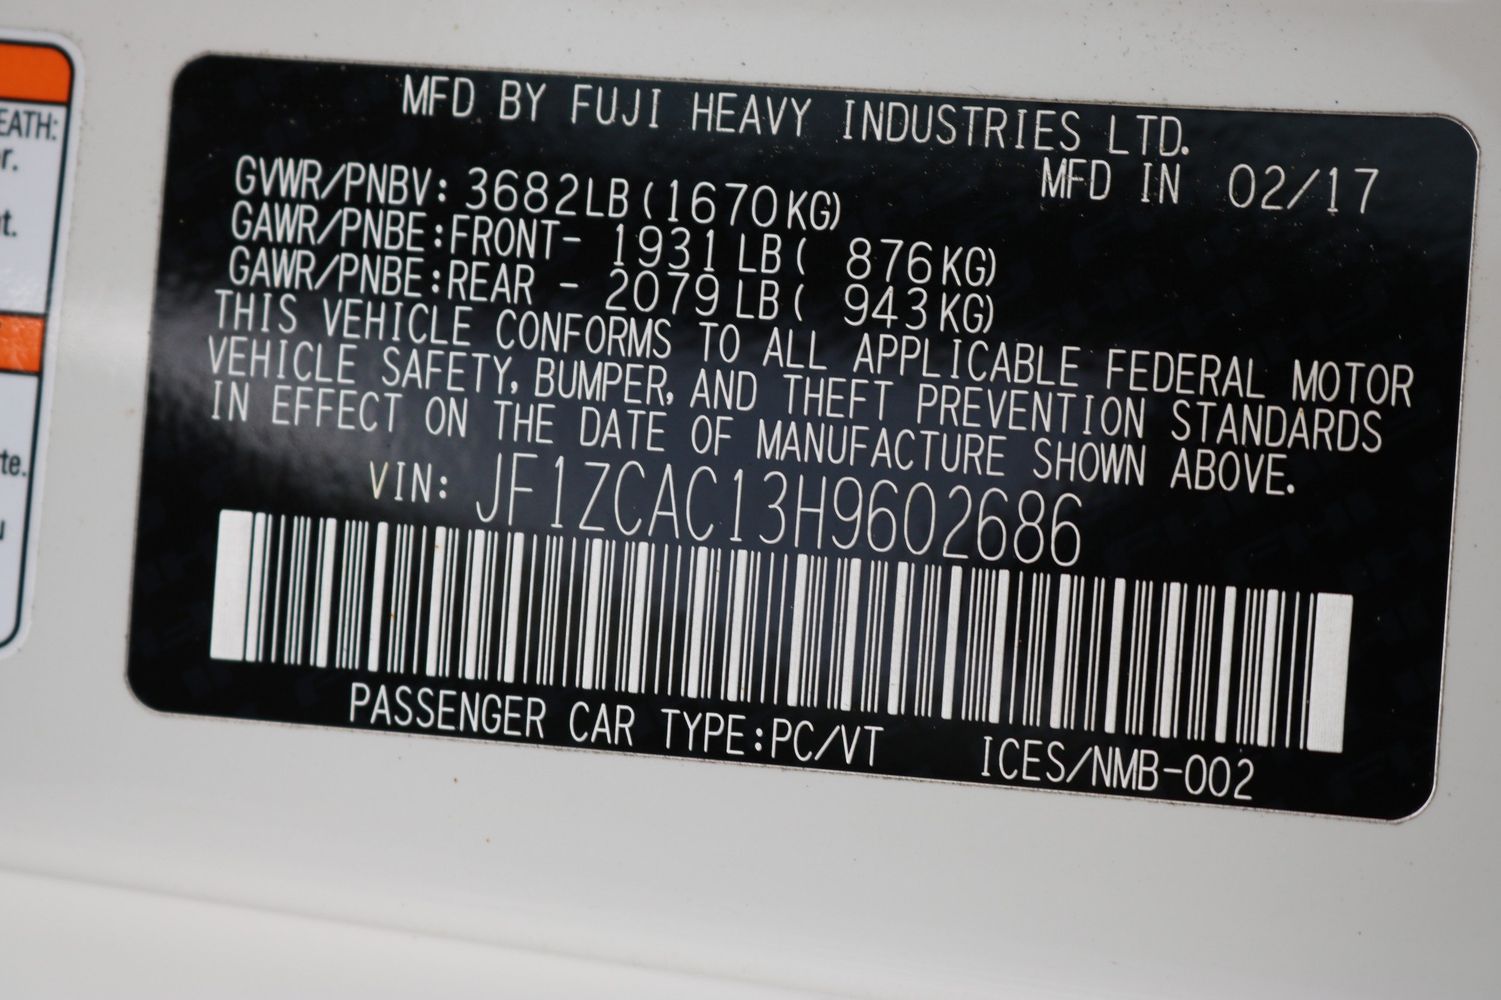 EATH:
r.
t.
te.
MFD BY FUJI HEAVY INDUSTRIES LTD.
MFD IN 02/17
GVWR/PNBV: 3682LB(1670KG)
GAWR/PNBE:FRONT- 1931LB( 876KG)
GAWR/PNBE:REAR - 2079LB( 943KG)
THIS VEHICLE CONFORMS TO ALL APPLICABLE FEDERAL MOTOR
VEHICLE SAFETY, BUMPER, AND THEFT PREVENTION STANDARDS
IN EFFECT ON THE DATE OF MANUFACTURE SHOWN ABOVE.
VIN: JF1ZCAC13H9602686
PASSENGER CAR TYPE:PC/VT ICES/NMB-002